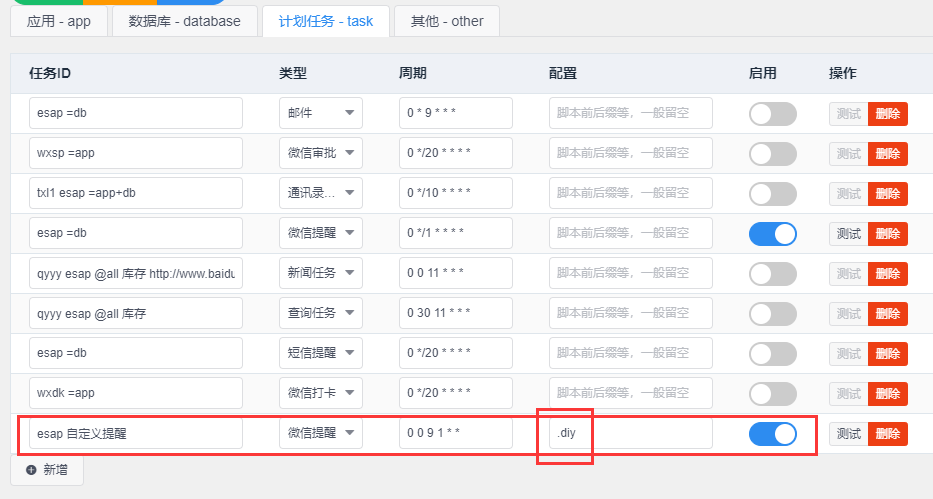 应用 - app 数据库 - database 计划任务 - task 其他 - other
任务ID 类型 周期 配置 启用 操作
esap =db 邮件 0 * 9 * * * 脚本前后缀等，一般留空 测试 删除
wxsp =app 微信审批 0 */20 * * * * 脚本前后缀等，一般留空 测试 删除
txl1 esap =app+db 通讯录... 0 */10 * * * * 脚本前后缀等，一般留空 测试 删除
esap =db 微信提醒 0 */1 * * * * 脚本前后缀等，一般留空 测试 删除
qyyy esap @all 库存 http://www.baidu 新闻任务 0 0 11 * * * 脚本前后缀等，一般留空 测试 删除
qyyy esap @all 库存 查询任务 0 30 11 * * * 脚本前后缀等，一般留空 测试 删除
esap =db 短信提醒 0 */20 * * * * 脚本前后缀等，一般留空 测试 删除
wxdk =app 微信打卡 0 */20 * * * * 脚本前后缀等，一般留空 测试 删除
esap 自定义提醒 微信提醒 0 0 9 1 * * .diy 测试 删除
新增